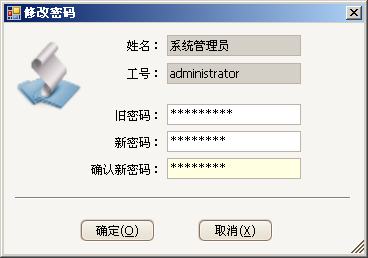 修改密码
姓名： 系统管理员
工号： administrator
旧密码： *********
新密码： ********
确认新密码： ********
确定(O) 取消(X)